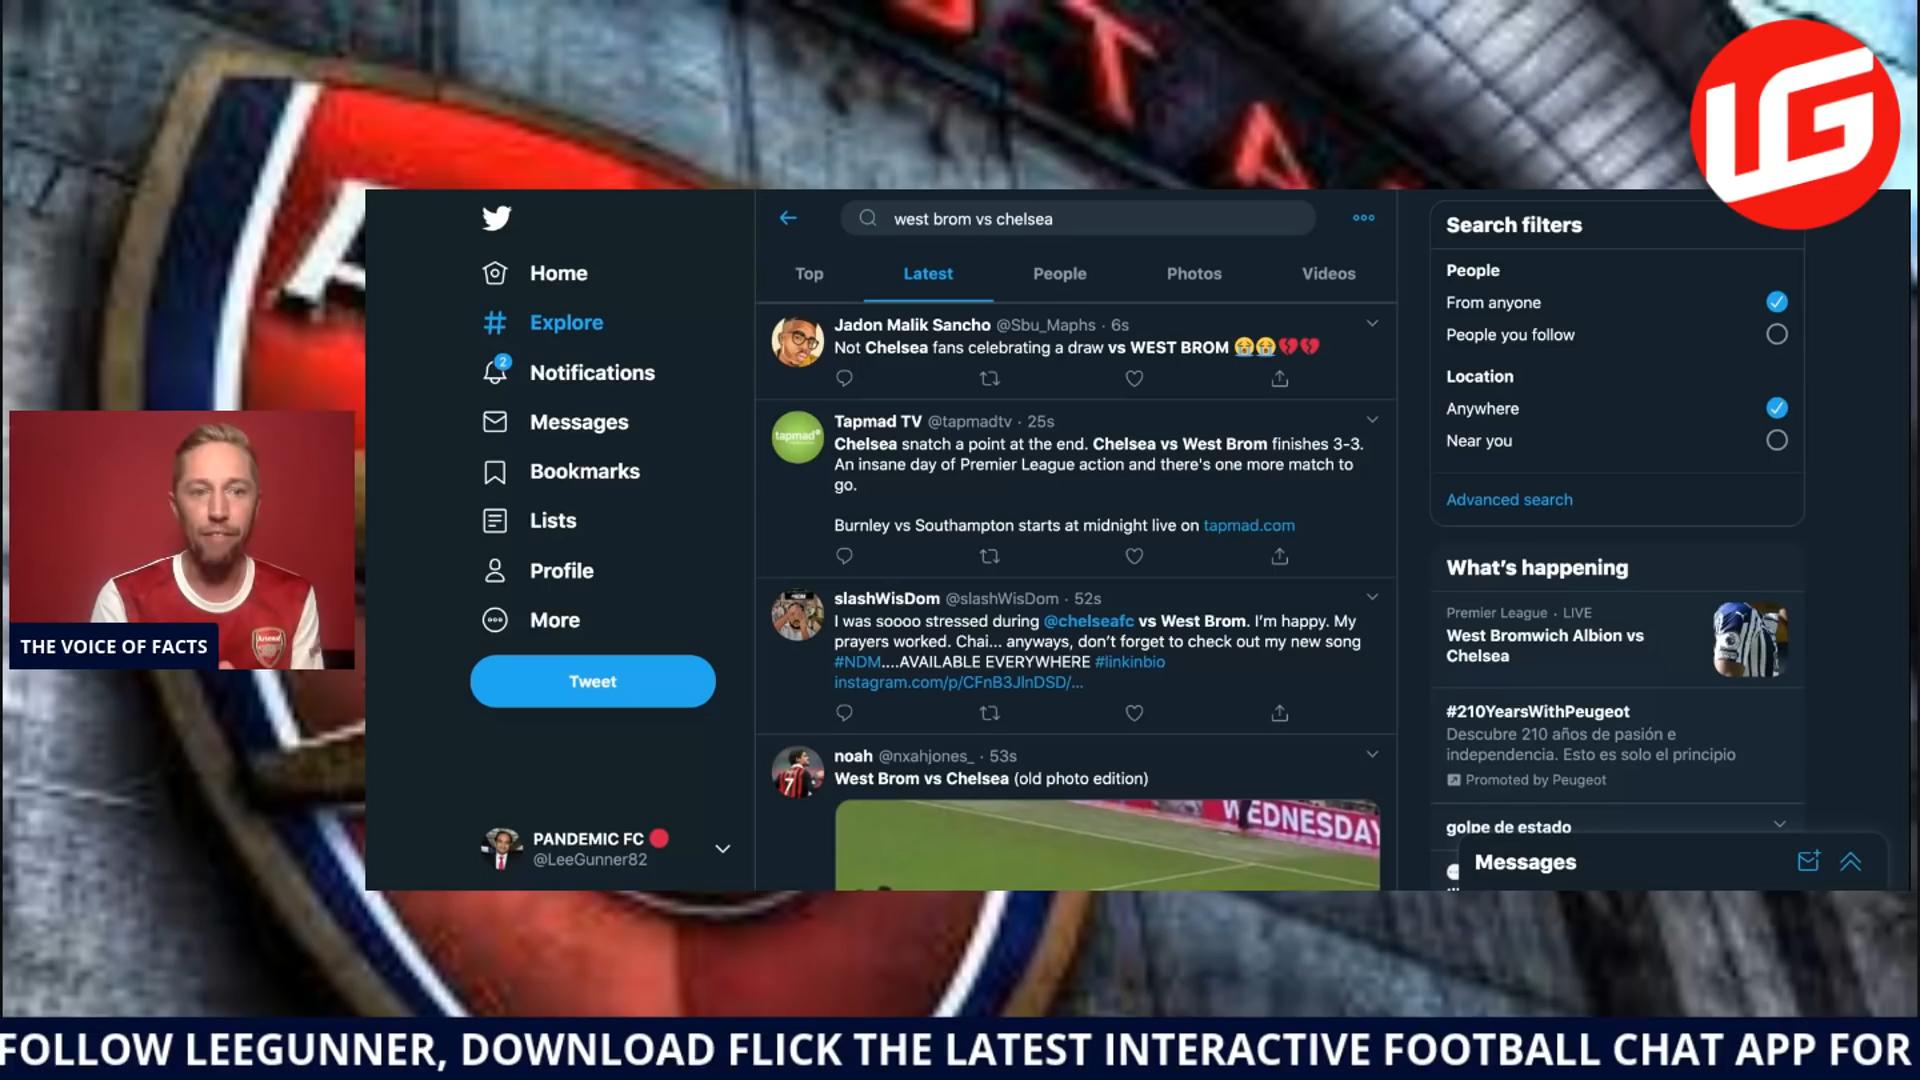 LG
west brom vs chelsea
Top
Latest
People
Photos
Videos
Home
Explore
2
Notifications
Messages
Bookmarks
Lists
Profile
More
Tweet
PANDEMIC FC
@LeeGunner82
Jadon Malik Sancho @Sbu_Maphs · 6s
Not Chelsea fans celebrating a draw vs WEST BROM 😭😭💔💔
tapmad
Tapmad TV @tapmadtv · 25s
Chelsea snatch a point at the end. Chelsea vs West Brom finishes 3-3.
An insane day of Premier League action and there's one more match to
go.
Burnley vs Southampton starts at midnight live on tapmad.com
slashWisDom @slashWisDom · 52s
I was soooo stressed during @chelseafc vs West Brom. I'm happy. My
prayers worked. Chai... anyways, don't forget to check out my new song
#NDM....AVAILABLE EVERYWHERE #linkinbio
instagram.com/p/CFnB3JlnDSD/...
noah @nxahjones_ · 53s
West Brom vs Chelsea (old photo edition)
7
WEDNESDAY
Search filters
People
From anyone
People you follow
Location
Anywhere
Near you
Advanced search
What's happening
Premier League · LIVE
West Bromwich Albion vs
Chelsea
#210YearsWithPeugeot
Descubre 210 años de pasión e
independencia. Esto es solo el principio
Promoted by Peugeot
golpe de estado
Messages
THE VOICE OF FACTS
Arsenal
FOLLOW LEEGUNNER, DOWNLOAD FLICK THE LATEST INTERACTIVE FOOTBALL CHAT APP FOR